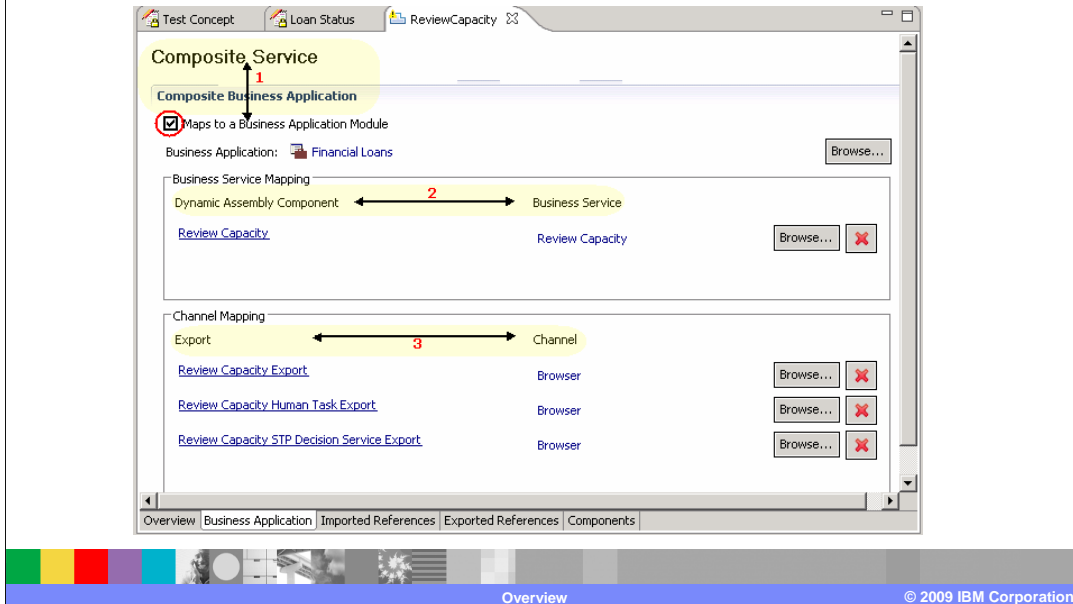 Test Concept Loan Status ReviewCapacity
Composite Service
1
Composite Business Application
Maps to a Business Application Module
Business Application: Financial Loans Browse...
Business Service Mapping
Dynamic Assembly Component 2 Business Service
Review Capacity Review Capacity Browse...
Channel Mapping
Export 3 Channel
Review Capacity Export Browser Browse...
Review Capacity Human Task Export Browser Browse...
Review Capacity STP Decision Service Export Browser Browse...
Overview Business Application Imported References Exported References Components
Overview © 2009 IBM Corporation